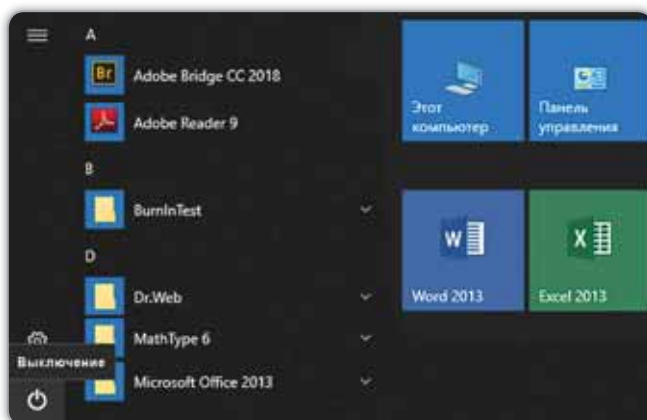 A
Br Adobe Bridge CC 2018
Adobe Reader 9
B
BurnInTest
D
Dr.Web
MathType 6
Выключение
Microsoft Office 2013
Этот
компьютер
Панель
управления
W
Word 2013
X
Excel 2013